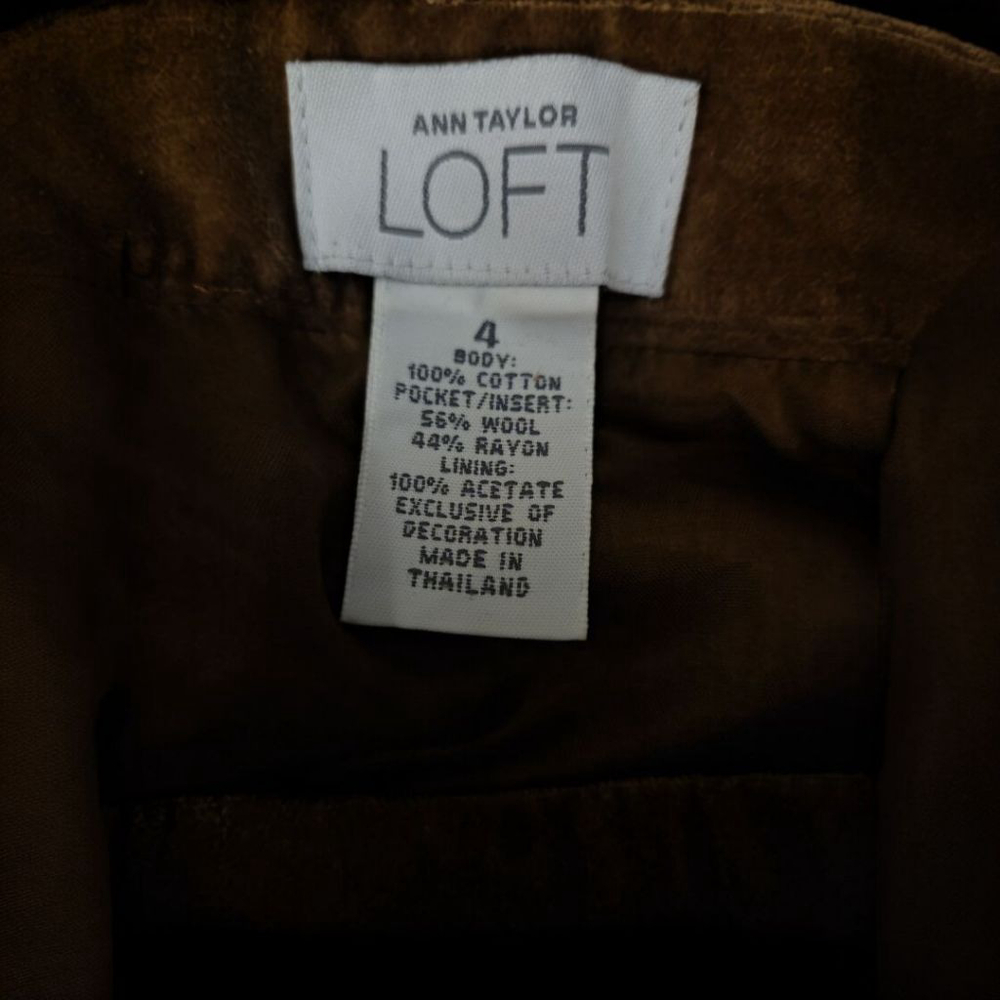 ANN TAYLOR
LOFT
4
BODY:
100% COTTON
POCKET/INSERT:
56% WOOL
44% RAYON
LINING:
100% ACETATE
EXCLUSIVE OF
DECORATION
MADE IN
THAILAND